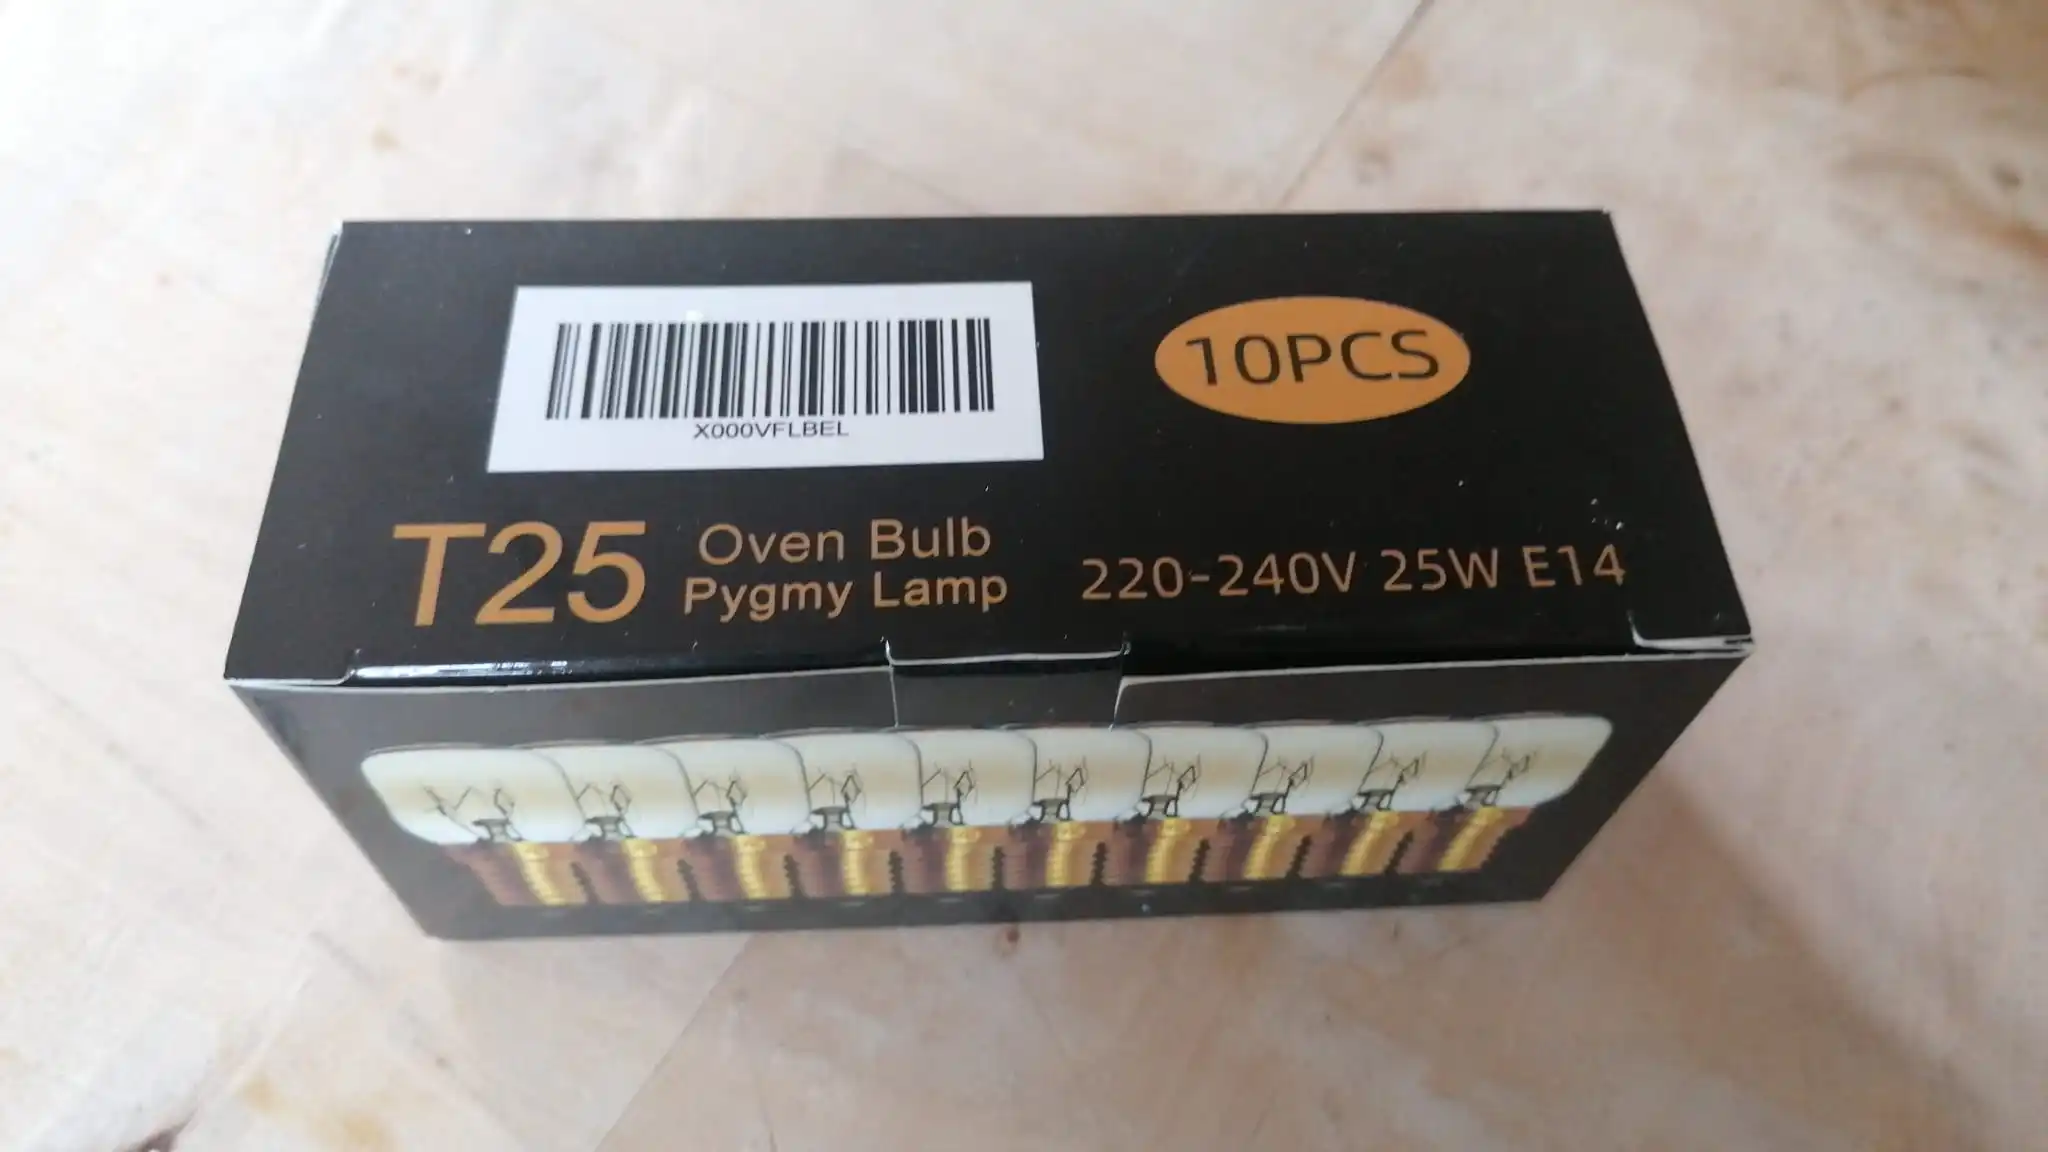 X000VFLBEL
10PCS
T25
Oven Bulb
Pygmy Lamp
220-240V 25W E14